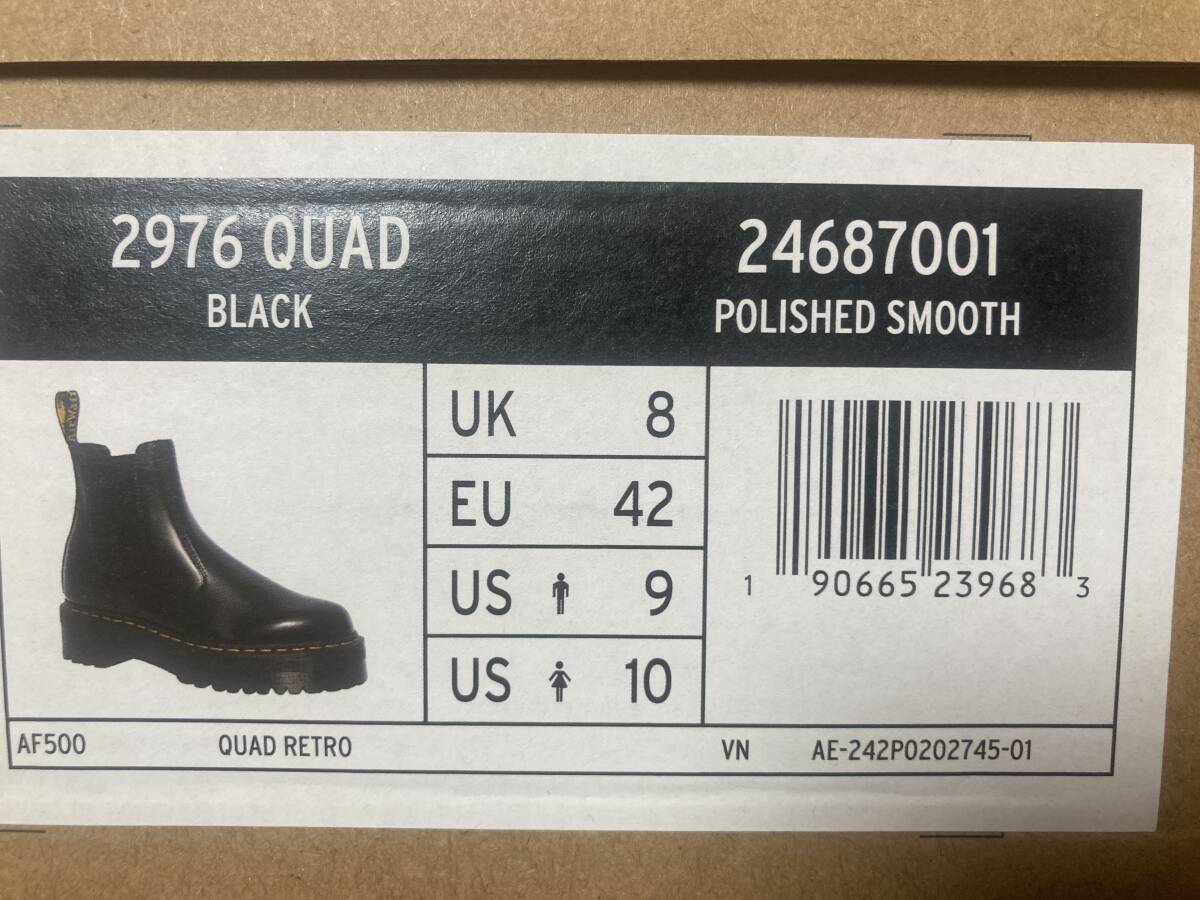 2976 QUAD
BLACK
24687001
POLISHED SMOOTH
AirWair
UK 8
EU 42
US 9
US 10
1 90665 23968 3
AF500 QUAD RETRO VN AE-242P0202745-01